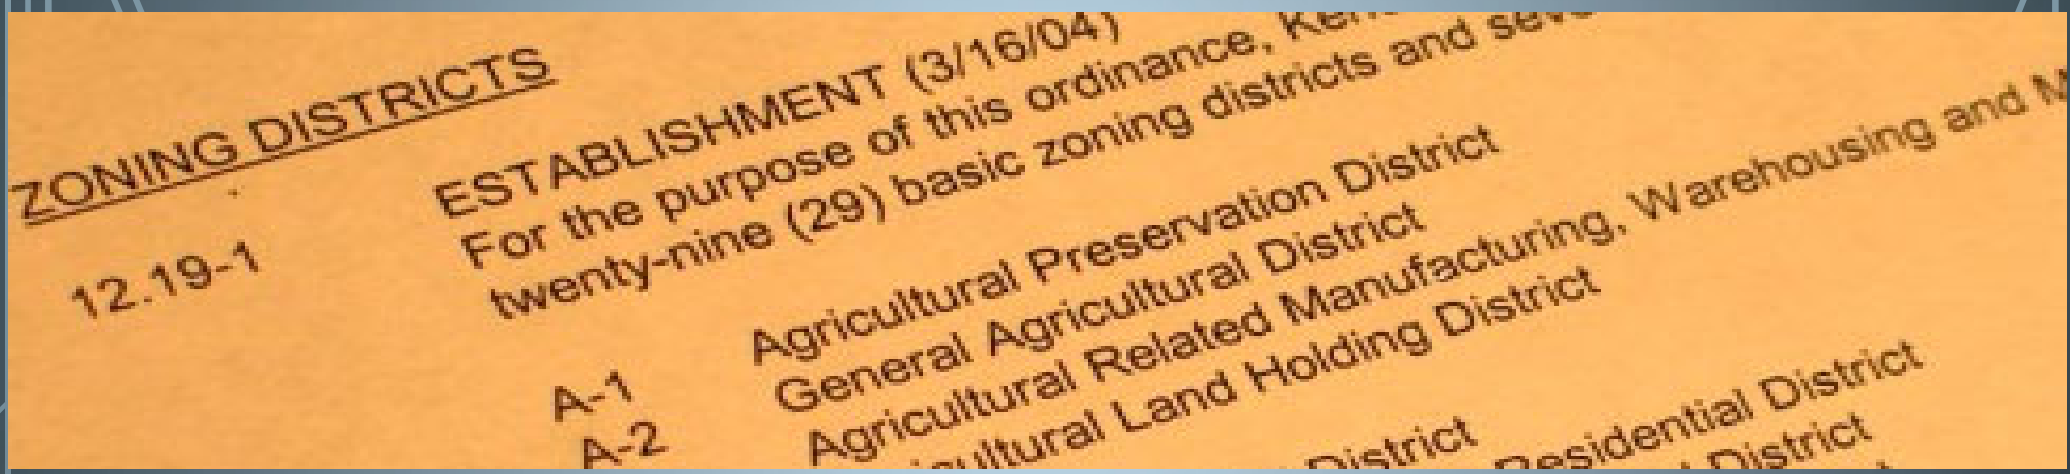 ZONING DISTRICTS
12.19-1 ESTABLISHMENT (3/16/04)
For the purpose of this ordinance,
twenty-nine (29) basic zoning districts and
A-1 Agricultural Preservation District
A-2 General Agricultural District
Agricultural Related Manufacturing, Warehousing and
Land Holding District
District
Residential District
District